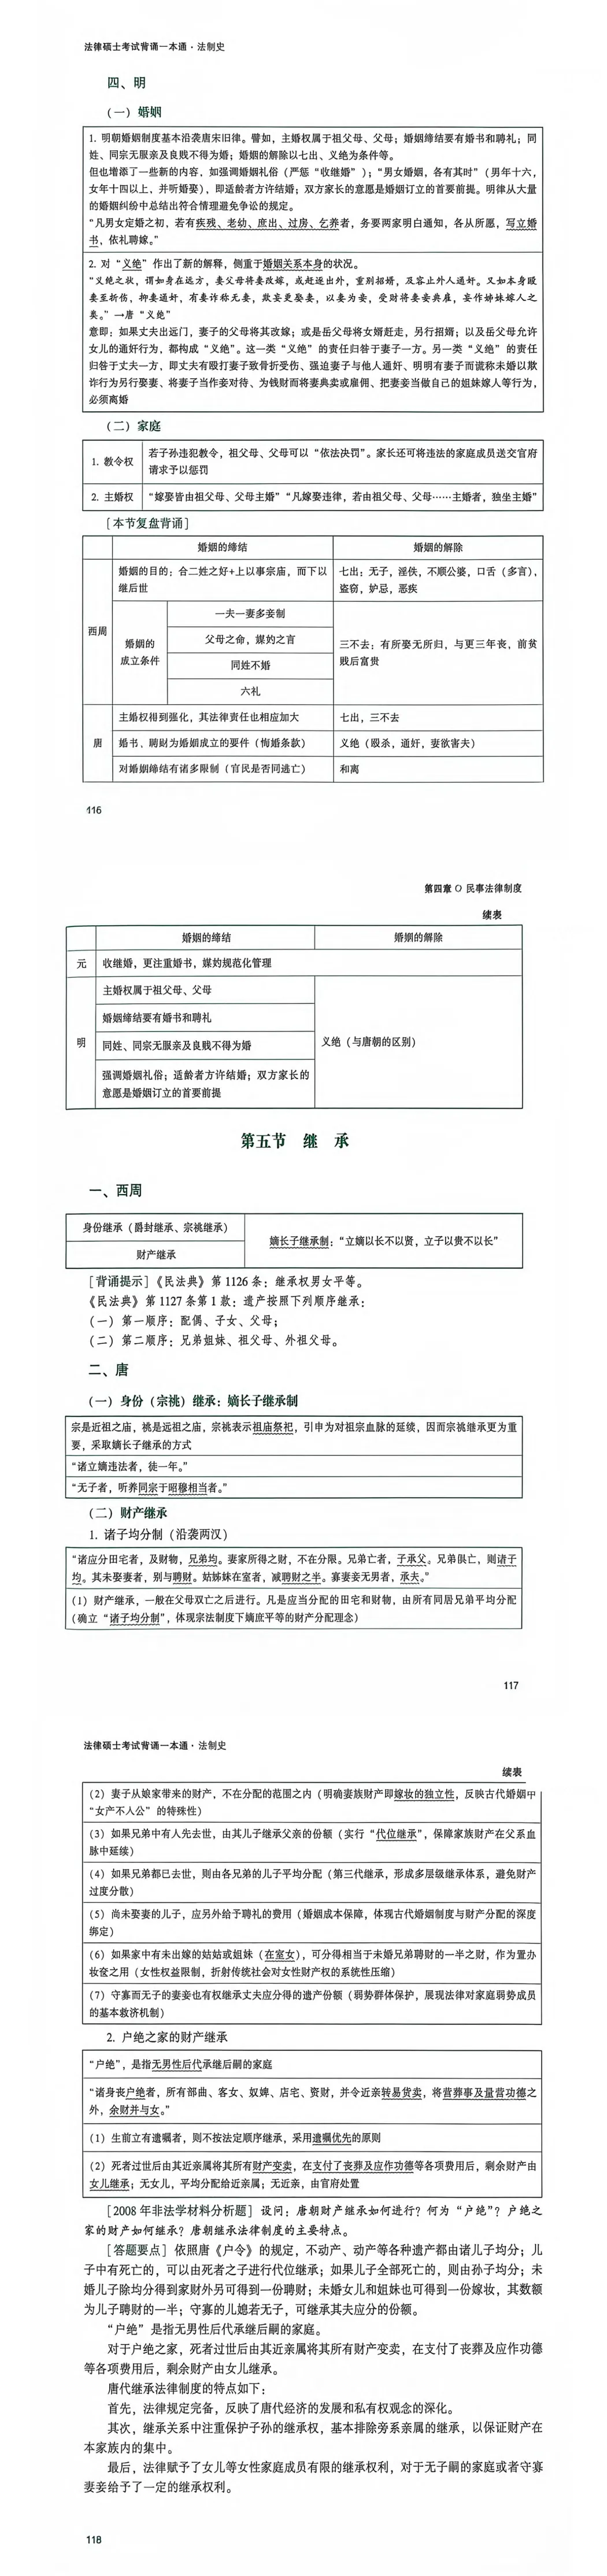 法律硕士考试背诵一本通·法制史
四、明
（一）婚姻
1. 明朝婚姻制度基本沿袭唐宋旧律。譬如，主婚权属于祖父母、父母；婚姻缔结要有婚书和聘礼；同
姓、同宗无服亲及良贱不得为婚；婚姻的解除以七出、义绝为条件等。
但也增添了一些新的内容，如强调婚姻礼俗（严惩“收继婚”）；“男女婚姻，各有其时”（男年十六，
女年十四以上，并听婚娶），即适龄者方许结婚；双方家长的意愿是婚姻订立的首要前提。明律从大量
的婚姻纠纷中总结出符合情理避免争讼的规定。
“凡男女定婚之初，若有疾残、老幼、庶出、过房、乞养者，务要两家明白通知，各从所愿，写立婚
书，依礼聘嫁。”
2. 对“义绝”作出了新的解释，侧重于婚姻关系本身的状况。
“义绝之状，谓如身在远方，妻父母将妻改嫁，或赶逐出外，重别招婿，及容止外人通奸。又如本身殴
妻至折伤，抑妻通奸，有妻诈称无妻，欺妄更娶妻，以妻为妾，受财将妻妾典雇，妄作姊妹嫁人之
类。”→唐“义绝”
意即：如果丈夫出远门，妻子的父母将其改嫁；或是岳父母将女婿赶走，另行招婿；以及岳父母允许
女儿的通奸行为，都构成“义绝”。这一类“义绝”的责任归咎于妻子一方。另一类“义绝”的责任
归咎于丈夫一方，即丈夫有殴打妻子致骨折受伤、强迫妻子与他人通奸、明明有妻子而谎称未婚以欺
诈行为另行娶妻、将妻子当作妾对待、为钱财而将妻典卖或雇佣、把妻妾当做自己的姐妹嫁人等行为，
必须离婚
（二）家庭
1. 教令权
若子孙违犯教令，祖父母、父母可以“依法决罚”。家长还可将违法的家庭成员送交官府
请求予以惩罚
2. 主婚权
“嫁娶皆由祖父母、父母主婚”“凡嫁娶违律，若由祖父母、父母……主婚者，独坐主婚”
［本节复盘背诵］
婚姻的缔结
婚姻的解除
西周
婚姻的目的：合二姓之好+上以事宗庙，而下以
继后世
七出：无子，淫佚，不顺公婆，口舌（多言），
盗窃，妒忌，恶疾
婚姻的
成立条件
一夫一妻多妾制
父母之命，媒妁之言
同姓不婚
六礼
三不去：有所娶无所归，与更三年丧，前贫
贱后富贵
唐
主婚权得到强化，其法律责任也相应加大
七出，三不去
婚书、聘财为婚姻成立的要件（悔婚条款）
义绝（殴杀，通奸，妻欲害夫）
对婚姻缔结有诸多限制（官民是否同逃亡）
和离
116
第四章 ○ 民事法律制度
续表
婚姻的缔结
婚姻的解除
元
收继婚，更注重婚书，媒妁规范化管理
明
主婚权属于祖父母、父母
婚姻缔结要有婚书和聘礼
同姓、同宗无服亲及良贱不得为婚
强调婚姻礼俗；适龄者方许结婚；双方家长的
意愿是婚姻订立的首要前提
义绝（与唐朝的区别）
第五节 继 承
一、西周
身份继承（爵封继承、宗祧继承）
财产继承
嫡长子继承制：“立嫡以长不以贤，立子以贵不以长”
［背诵提示］《民法典》第1126条：继承权男女平等。
《民法典》第1127条第1款：遗产按照下列顺序继承：
（一）第一顺序：配偶、子女、父母；
（二）第二顺序：兄弟姐妹、祖父母、外祖父母。
二、唐
（一）身份（宗祧）继承：嫡长子继承制
宗是近祖之庙，祧是远祖之庙，宗祧表示祖庙祭祀，引申为对祖宗血脉的延续，因而宗祧继承更为重
要，采取嫡长子继承的方式
“诸立嫡违法者，徒一年。”
“无子者，听养同宗于昭穆相当者。”
（二）财产继承
1. 诸子均分制（沿袭两汉）
“诸应分田宅者，及财物，兄弟均。妻家所得之财，不在分限。兄弟亡者，子承父。兄弟俱亡，则诸子
均。其未娶妻者，别与聘财。姑姊妹在室者，减聘财之半。寡妻妾无男者，承夫。”
（1）财产继承，一般在父母双亡之后进行。凡是应当分配的田宅和财物，由所有同居兄弟平均分配
（确立“诸子均分制”，体现宗法制度下嫡庶平等的财产分配理念）
117
法律硕士考试背诵一本通·法制史
续表
（2）妻子从娘家带来的财产，不在分配的范围之内（明确妻族财产即嫁妆的独立性，反映古代婚姻中
“女产不入公”的特殊性）
（3）如果兄弟中有人先去世，由其儿子继承父亲的份额（实行“代位继承”，保障家族财产在父系血
脉中延续）
（4）如果兄弟都已去世，则由各兄弟的儿子平均分配（第三代继承，形成多层级继承体系，避免财产
过度分散）
（5）尚未娶妻的儿子，应另外给予聘礼的费用（婚姻成本保障，体现古代婚姻制度与财产分配的深度
绑定）
（6）如果家中有未出嫁的姑姑或姐妹（在室女），可分得相当于未婚兄弟聘财的一半之财，作为置办
妆奁之用（女性权益限制，折射传统社会对女性财产权的系统性压缩）
（7）守寡而无子的妻妾也有权继承丈夫应分得的遗产份额（弱势群体保护，展现法律对家庭弱势成员
的基本救济机制）
2. 户绝之家的财产继承
“户绝”，是指无男性后代承继后嗣的家庭
“诸身丧户绝者，所有部曲、客女、奴婢、店宅、资财，并令近亲转易货卖，将营葬事及量营功德之
外，余财并与女。”
（1）生前立有遗嘱者，则不按法定顺序继承，采用遗嘱优先的原则
（2）死者过世后由其近亲属将其所有财产变卖，在支付了丧葬及应作功德等各项费用后，剩余财产由
女儿继承；无女儿，平均分配给近亲属；无近亲，由官府处置
［2008年非法学材料分析题］设问：唐朝财产继承如何进行？何为“户绝”？户绝之
家的财产如何继承？唐朝继承法律制度的主要特点。
［答题要点］依照唐《户令》的规定，不动产、动产等各种遗产都由诸儿子均分；儿
子中有死亡的，可以由死者之子进行代位继承；如果儿子全部死亡的，则由孙子均分；未
婚儿子除均分得到家财外另可得到一份聘财；未婚女儿和姐妹也可得到一份嫁妆，其数额
为儿子聘财的一半；守寡的儿媳若无子，可继承其夫应分的份额。
“户绝”是指无男性后代承继后嗣的家庭。
对于户绝之家，死者过世后由其近亲属将其所有财产变卖，在支付了丧葬及应作功德
等各项费用后，剩余财产由女儿继承。
唐代继承法律制度的特点如下：
首先，法律规定完备，反映了唐代经济的发展和私有权观念的深化。
其次，继承关系中注重保护子孙的继承权，基本排除旁系亲属的继承，以保证财产在
本家族内的集中。
最后，法律赋予了女儿等女性家庭成员有限的继承权利，对于无子嗣的家庭或者守寡
妻妾给予了一定的继承权利。
118